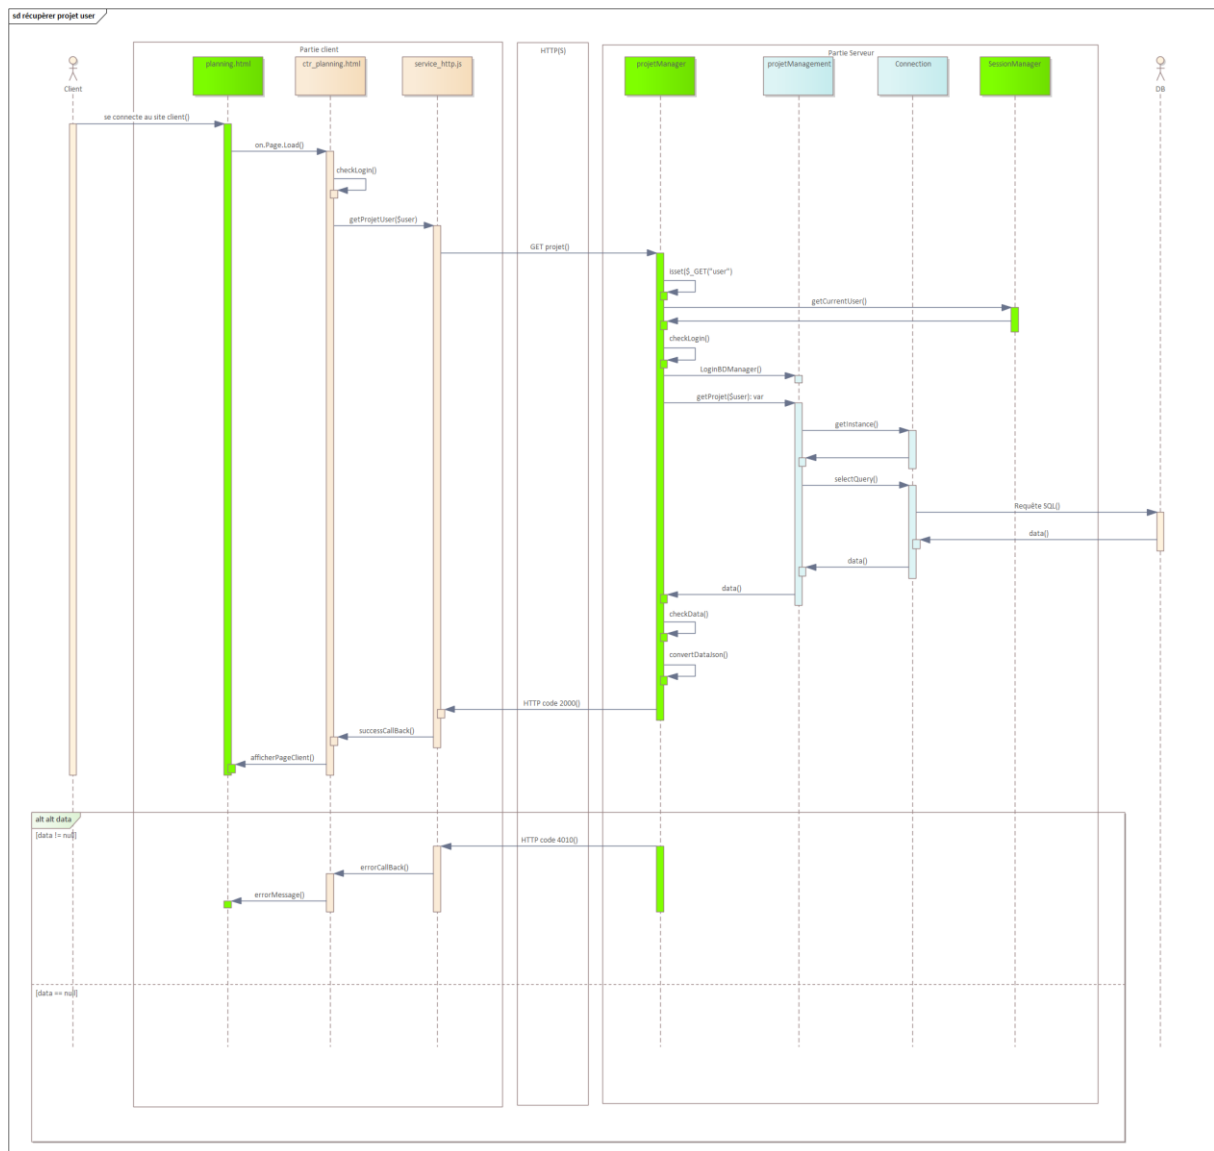 sd récupèrer projet user
Partie client
HTTP(S)
Partie Serveur
Client
planning.html
ctr_planning.html
service_http.js
projetManager
projetManagement
Connection
SessionManager
DB
se connecte au site client()
on.Page.Load()
checkLogin()
getProjetUser($user)
GET projet()
isset($_GET("user")
getCurrentUser()
checkLogin()
LoginBDManager()
getProjet($user): var
getInstance()
selectQuery()
Requête SQL()
data()
data()
data()
checkData()
convertDataJson()
HTTP code 2000()
successCallBack()
afficherPageClient()
alt alt data
[data != null]
HTTP code 4010()
errorCallBack()
errorMessage()
[data == null]